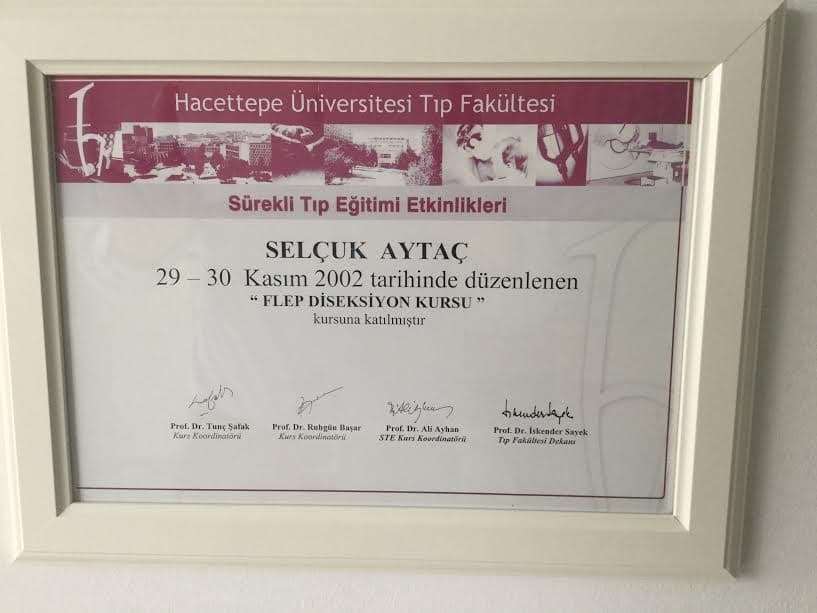 Hacettepe Üniversitesi Tıp Fakültesi
Sürekli Tıp Eğitimi Etkinlikleri
SELÇUK AYTAÇ
29 – 30 Kasım 2002 tarihinde düzenlenen
“ FLEP DİSEKSİYON KURSU ”
kursuna katılmıştır
Prof. Dr. Tunç Şafak
Kurs Koordinatörü
Prof. Dr. Ruhgün Başar
Kurs Koordinatörü
Prof. Dr. Ali Ayhan
STE Kurs Koordinatörü
Prof. Dr. İskender Sayek
Tıp Fakültesi Dekanı